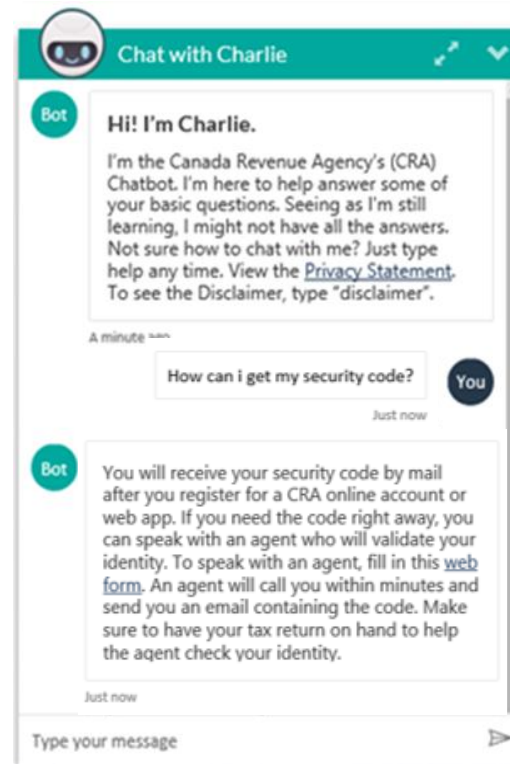 Chat with Charlie
Bot
Hi! I'm Charlie.
I'm the Canada Revenue Agency's (CRA)
Chatbot. I'm here to help answer some of
your basic questions. Seeing as I'm still
learning, I might not have all the answers.
Not sure how to chat with me? Just type
help any time. View the Privacy Statement.
To see the Disclaimer, type "disclaimer".
A minute ago
How can i get my security code?
You
Just now
Bot
You will receive your security code by mail
after you register for a CRA online account or
web app. If you need the code right away, you
can speak with an agent who will validate your
identity. To speak with an agent, fill in this web
form. An agent will call you within minutes and
send you an email containing the code. Make
sure to have your tax return on hand to help
the agent check your identity.
Just now
Type your message